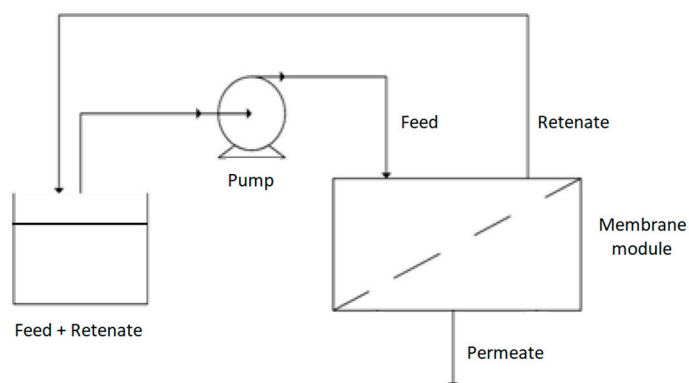 Feed
Retenate
Pump
Membrane
module
Feed + Retenate
Permeate